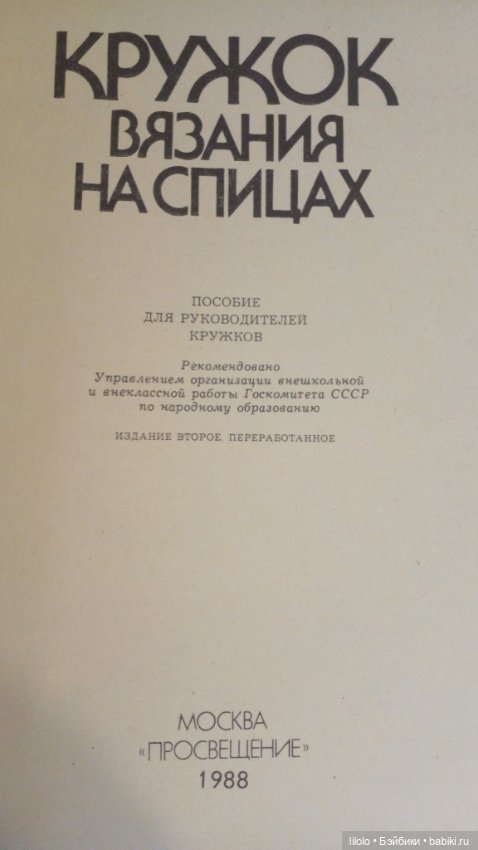 КРУЖОК
ВЯЗАНИЯ
НА СПИЦАХ
ПОСОБИЕ
ДЛЯ РУКОВОДИТЕЛЕЙ
КРУЖКОВ
Рекомендовано
Управлением организации внешкольной
и внеклассной работы Госкомитета СССР
по народному образованию
ИЗДАНИЕ ВТОРОЕ, ПЕРЕРАБОТАННОЕ
МОСКВА
«ПРОСВЕЩЕНИЕ»
1988
lilolo • Бэйбики • babiki.ru